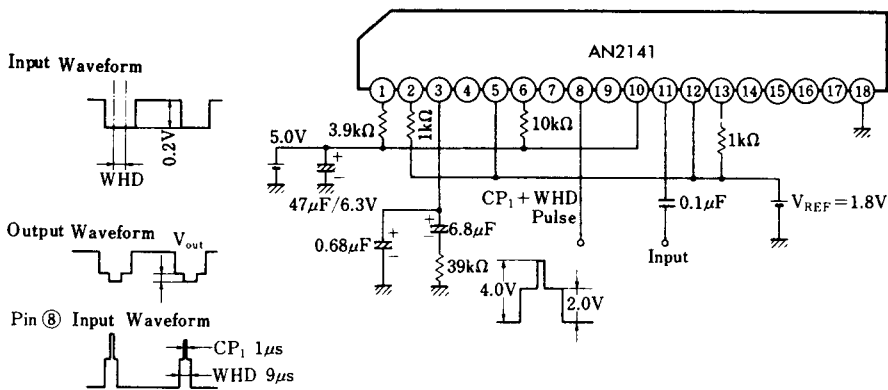 AN2141
1 2 3 4 5 6 7 8 9 10 11 12 13 14 15 16 17 18
Input Waveform
0.2V
WHD
5.0V
3.9kΩ
1kΩ
10kΩ
1kΩ
+
−
47μF/6.3V
0.68μF
+
−
+
−
6.8μF
39kΩ
CP₁+WHD
Pulse
0.1μF
Input
V_REF=1.8V
4.0V
2.0V
Output Waveform
V_out
Pin ⑧ Input Waveform
CP₁ 1μs
WHD 9μs